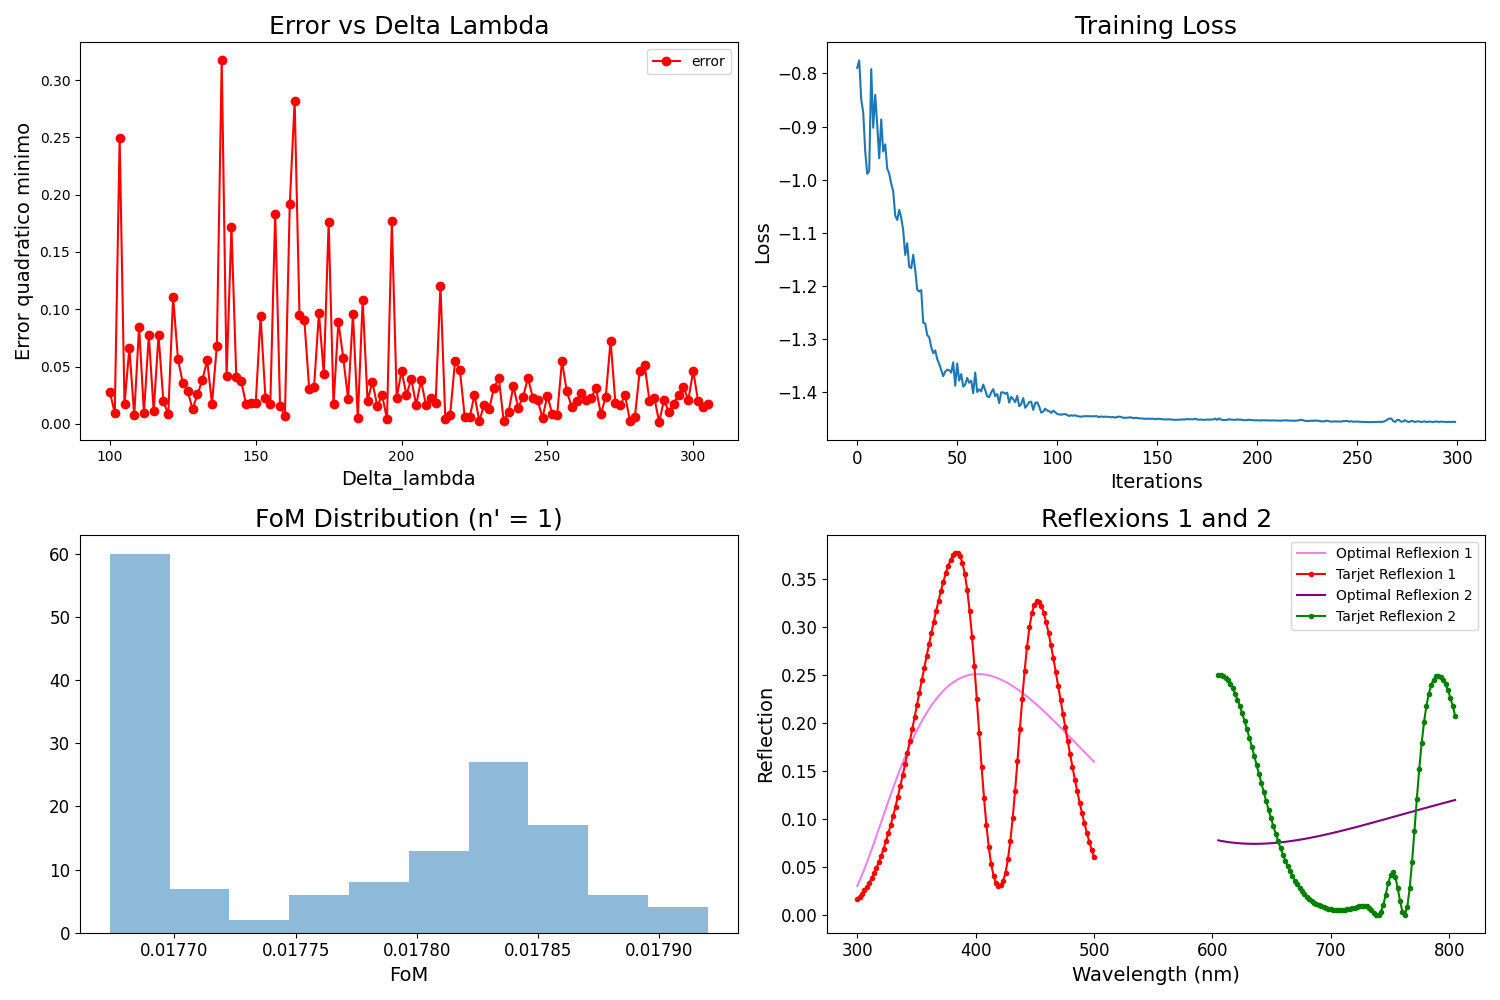 Error vs Delta Lambda
error
Error quadratico minimo
0.30
0.25
0.20
0.15
0.10
0.05
0.00
100 150 200 250 300
Delta_lambda
Training Loss
Loss
−0.8
−0.9
−1.0
−1.1
−1.2
−1.3
−1.4
0 50 100 150 200 250 300
Iterations
FoM Distribution (n' = 1)
60
50
40
30
20
10
0
0.01770 0.01775 0.01780 0.01785 0.01790
FoM
Reflexions 1 and 2
Optimal Reflexion 1
Tarjet Reflexion 1
Optimal Reflexion 2
Tarjet Reflexion 2
Reflection
0.35
0.30
0.25
0.20
0.15
0.10
0.05
0.00
300 400 500 600 700 800
Wavelength (nm)